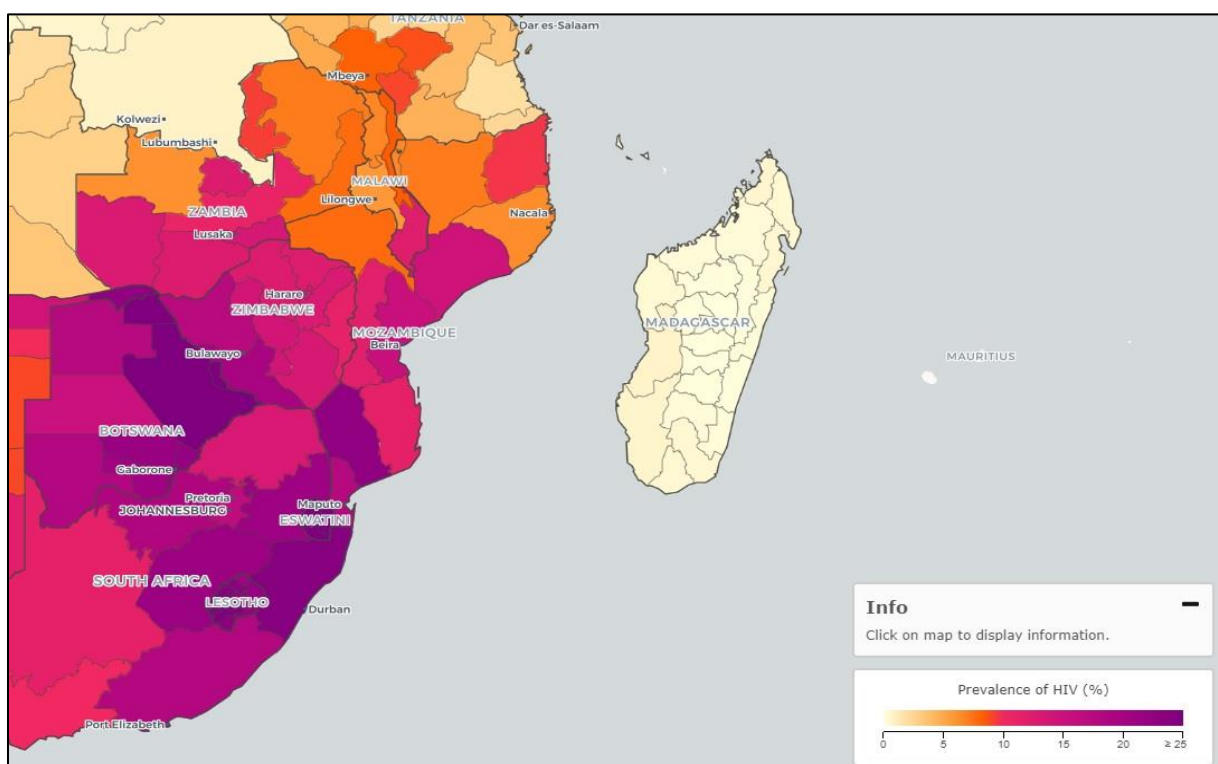 TANZANIA
Dar es-Salaam
Mbeya
Kolwezi
Lubumbashi
MALAWI
Lilongwe
ZAMBIA
Nacala
Lusaka
Harare
ZIMBABWE
MOZAMBIQUE
Beira
Bulawayo
MADAGASCAR
MAURITIUS
BOTSWANA
Gaborone
Pretoria
JOHANNESBURG
Maputo
ESWATINI
SOUTH AFRICA
LESOTHO
Durban
Port Elizabeth
Info
Click on map to display information.
Prevalence of HIV (%)
0 5 10 15 20 ≥ 25